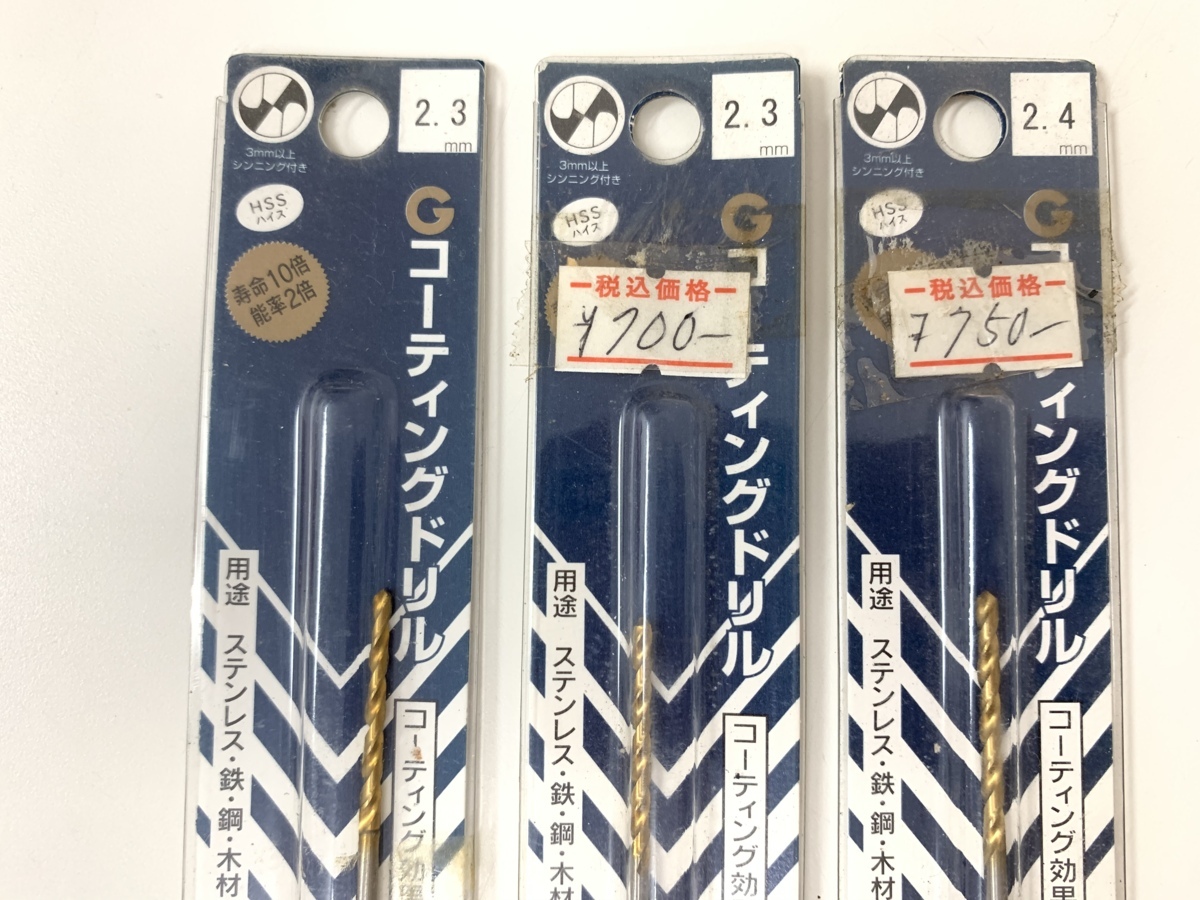 2.3
mm
3mm以上
シンニング付き
HSS
ハイス
寿命10倍
能率2倍
Gコーティングドリル
用途 ステンレス・鉄・鋼・木材
コーティング効果
2.3
mm
3mm以上
シンニング付き
HSS
ハイス
税込価格
¥700-
Gコーティングドリル
用途 ステンレス・鉄・鋼・木材
コーティング効
2.4
mm
3mm以上
シンニング付き
HSS
ハイス
税込価格
¥750-
Gコ ィングドリル
用途 ステンレス・鉄・鋼・木材
コーティング効果